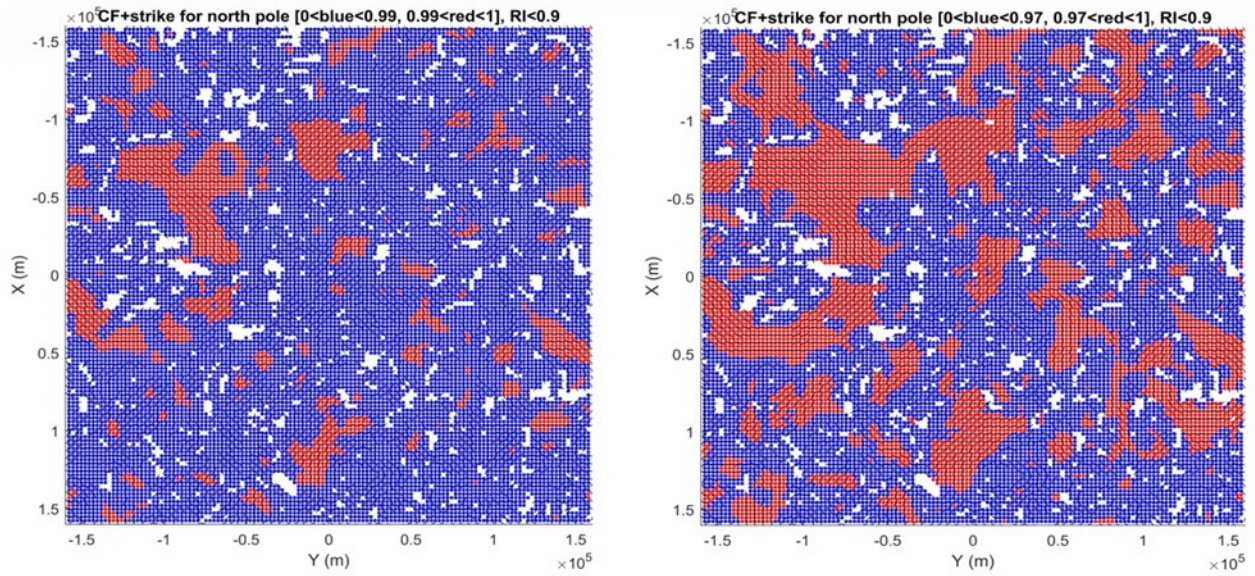 ×10⁵ CF+strike for north pole [0<blue<0.99, 0.99<red<1], RI<0.9
-1.5
-1
-0.5
0
0.5
1
1.5
X (m)
-1.5 -1 -0.5 0 0.5 1 1.5
Y (m)
×10⁵
×10⁵ CF+strike for north pole [0<blue<0.97, 0.97<red<1], RI<0.9
-1.5
-1
-0.5
0
0.5
1
1.5
X (m)
-1.5 -1 -0.5 0 0.5 1 1.5
Y (m)
×10⁵